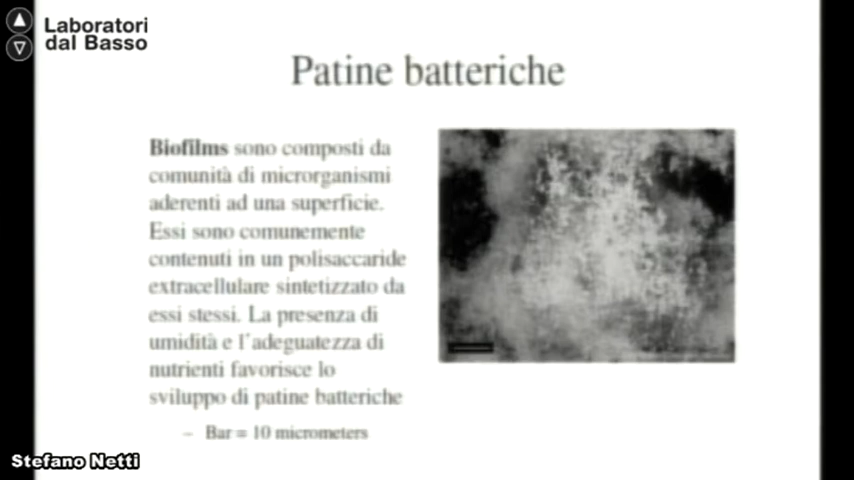 Laboratori
dal Basso
Patine batteriche
Biofilms sono composti da
comunità di microrganismi
aderenti ad una superficie.
Essi sono comunemente
contenuti in un polisaccaride
extracellulare sintetizzato da
essi stessi. La presenza di
umidità e l'adeguatezza di
nutrienti favorisce lo
sviluppo di patine batteriche
– Bar = 10 micrometers
Stefano Netti